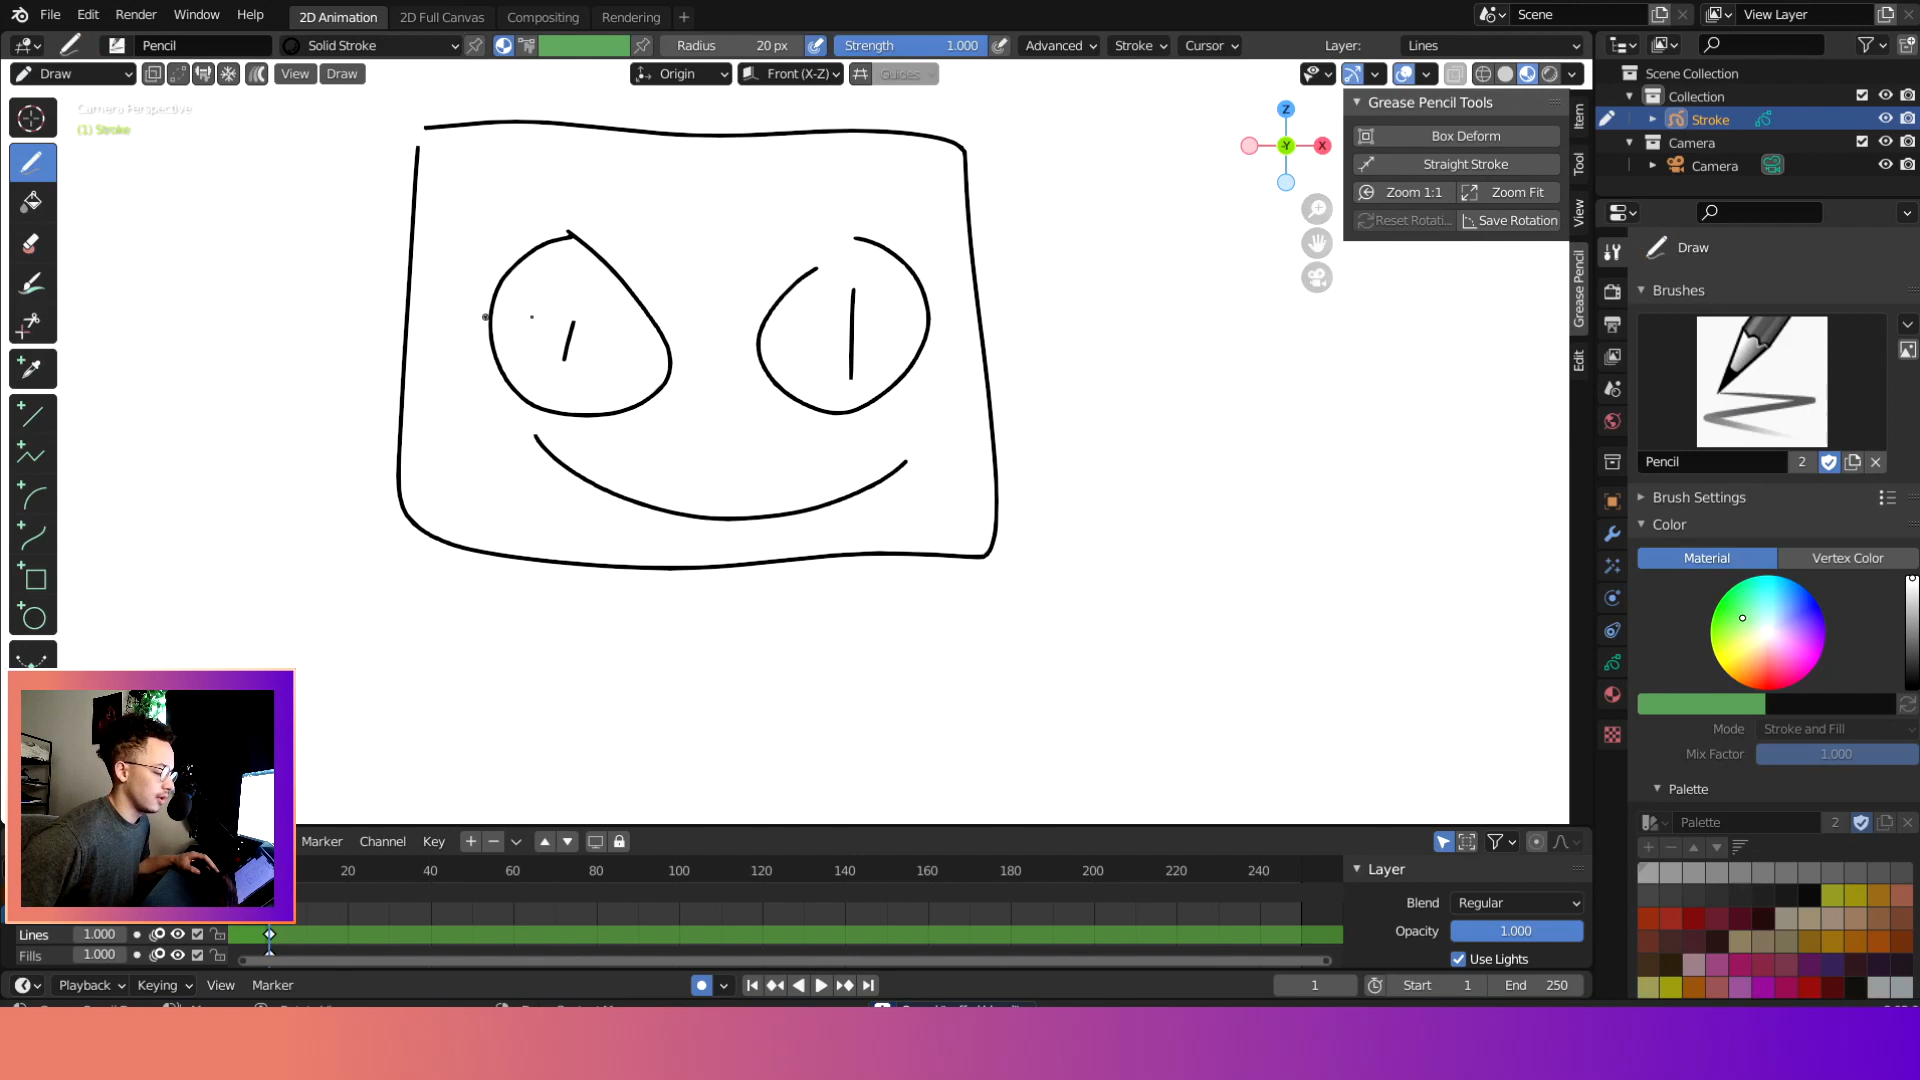 File Edit Render Window Help 2D Animation 2D Full Canvas Compositing Rendering + Scene View Layer
Pencil Solid Stroke Radius 20 px Strength 1.000 Advanced Stroke Cursor Layer: Lines
Draw View Draw Origin Front (X-Z) Guides
Camera Perspective
(1) Stroke
Z
Y
X
Grease Pencil Tools
Box Deform
Straight Stroke
Zoom 1:1 Zoom Fit
Reset Rotati... Save Rotation
Item
Tool
View
Grease Pencil
Edit
Scene Collection
Collection
Stroke
Camera
Camera
Draw
Brushes
Pencil 2
Brush Settings
Color
Material Vertex Color
Mode Stroke and Fill
Mix Factor 1.000
Palette
Palette 2
Marker Channel Key
20 40 60 80 100 120 140 160 180 200 220 240
Lines 1.000
Fills 1.000
Layer
Blend Regular
Opacity 1.000
Use Lights
Playback Keying View Marker 1 Start 1 End 250